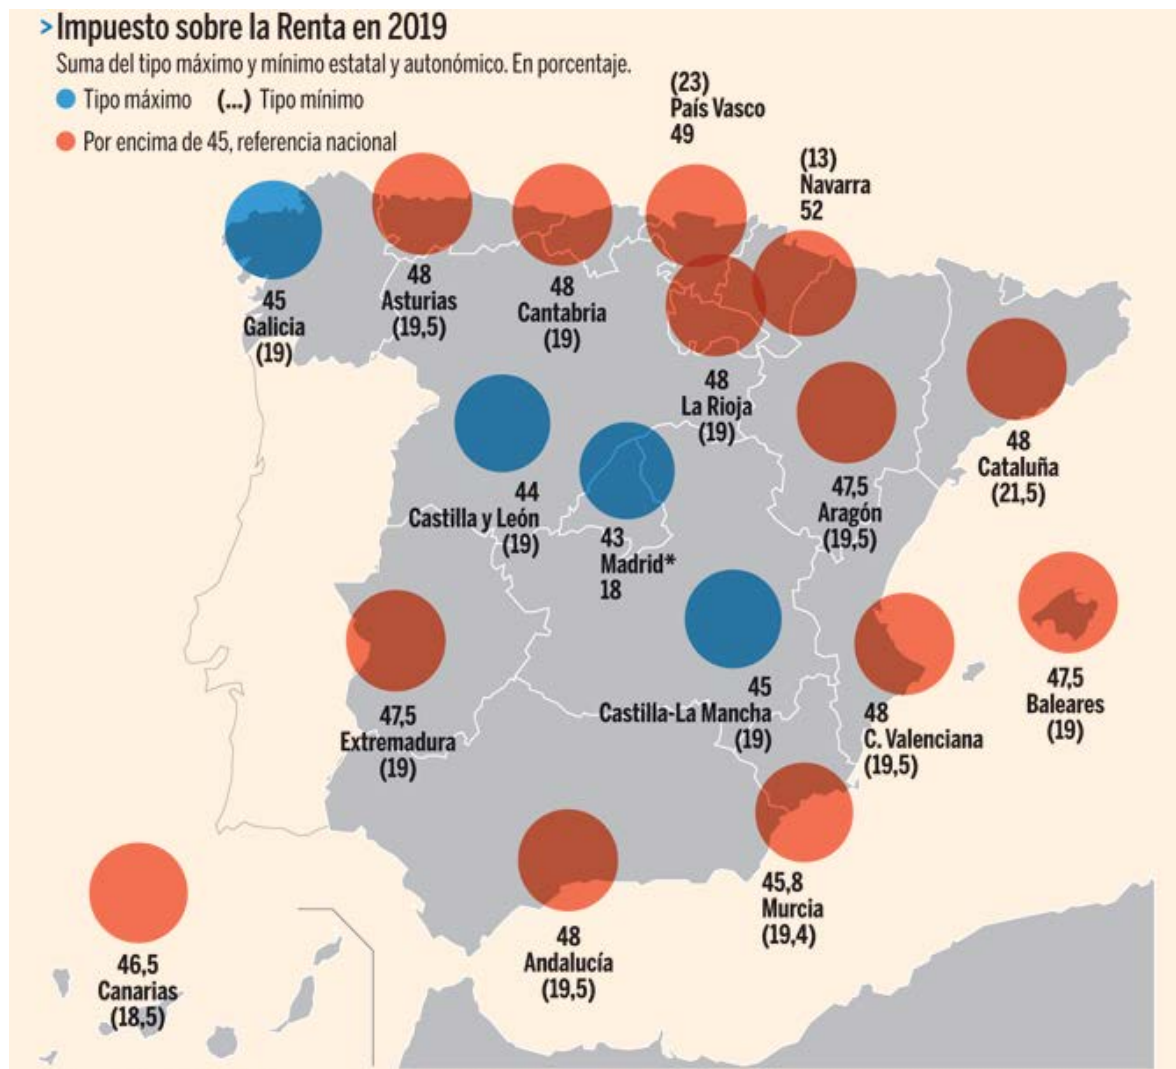 > Impuesto sobre la Renta en 2019
Suma del tipo máximo y mínimo estatal y autonómico. En porcentaje.
Tipo máximo (...) Tipo mínimo
Por encima de 45, referencia nacional
(23)
País Vasco
49
(13)
Navarra
52
45
Galicia
(19)
48
Asturias
(19,5)
48
Cantabria
(19)
48
La Rioja
(19)
48
Cataluña
(21,5)
44
Castilla y León
(19)
43
Madrid*
18
47,5
Aragón
(19,5)
47,5
Extremadura
(19)
45
Castilla-La Mancha
(19)
48
C. Valenciana
(19,5)
47,5
Baleares
(19)
46,5
Canarias
(18,5)
48
Andalucía
(19,5)
45,8
Murcia
(19,4)